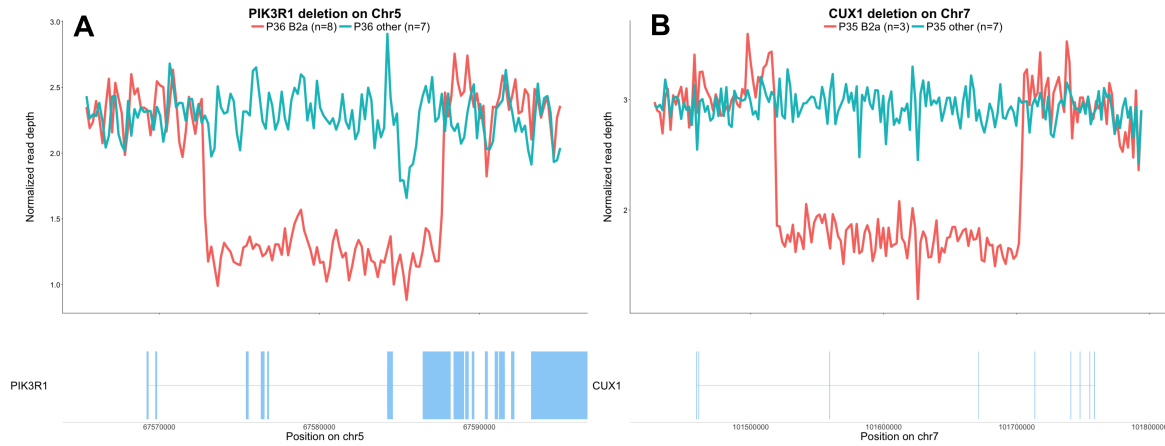 A
PIK3R1 deletion on Chr5
P36 B2a (n=8) P36 other (n=7)
Normalized read depth
3.0
2.5
2.0
1.5
1.0
PIK3R1
67570000 67580000 67590000
Position on chr5
B
CUX1 deletion on Chr7
P35 B2a (n=3) P35 other (n=7)
Normalized read depth
3
2
CUX1
101500000 101600000 101700000 101800000
Position on chr7